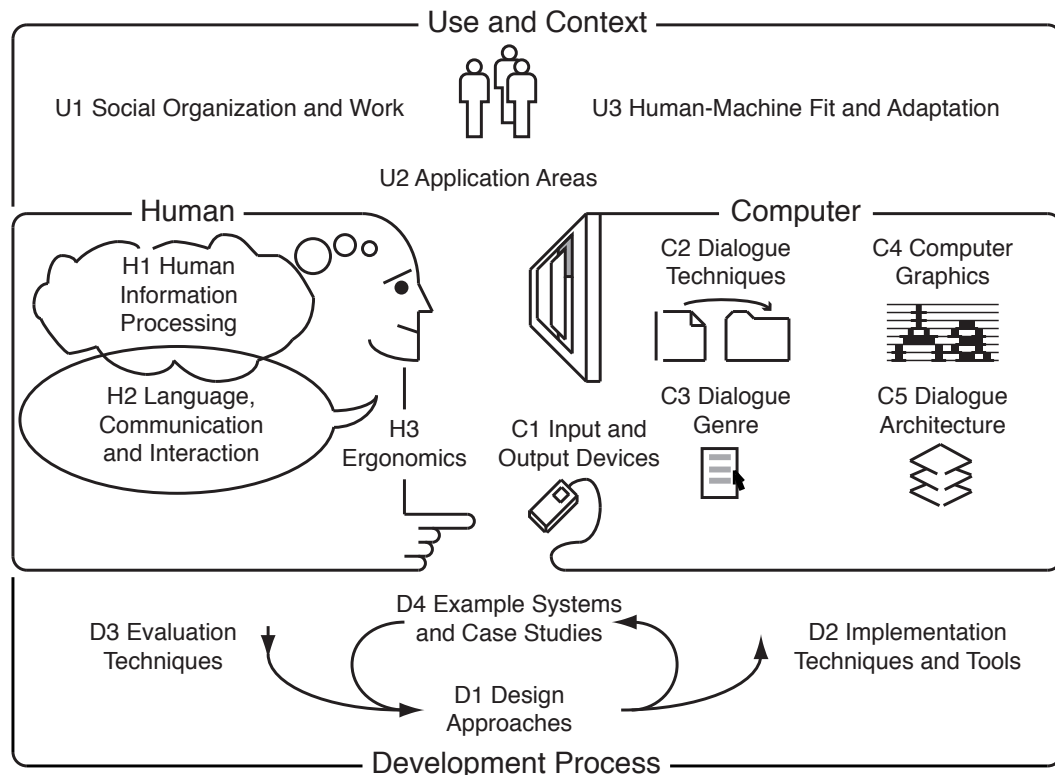 Use and Context
U1 Social Organization and Work
U3 Human-Machine Fit and Adaptation
U2 Application Areas
Human
H1 Human
Information
Processing
H2 Language,
Communication
and Interaction
H3
Ergonomics
Computer
C1 Input and
Output Devices
C2 Dialogue
Techniques
C4 Computer
Graphics
C3 Dialogue
Genre
C5 Dialogue
Architecture
D3 Evaluation
Techniques
D4 Example Systems
and Case Studies
D1 Design
Approaches
D2 Implementation
Techniques and Tools
Development Process